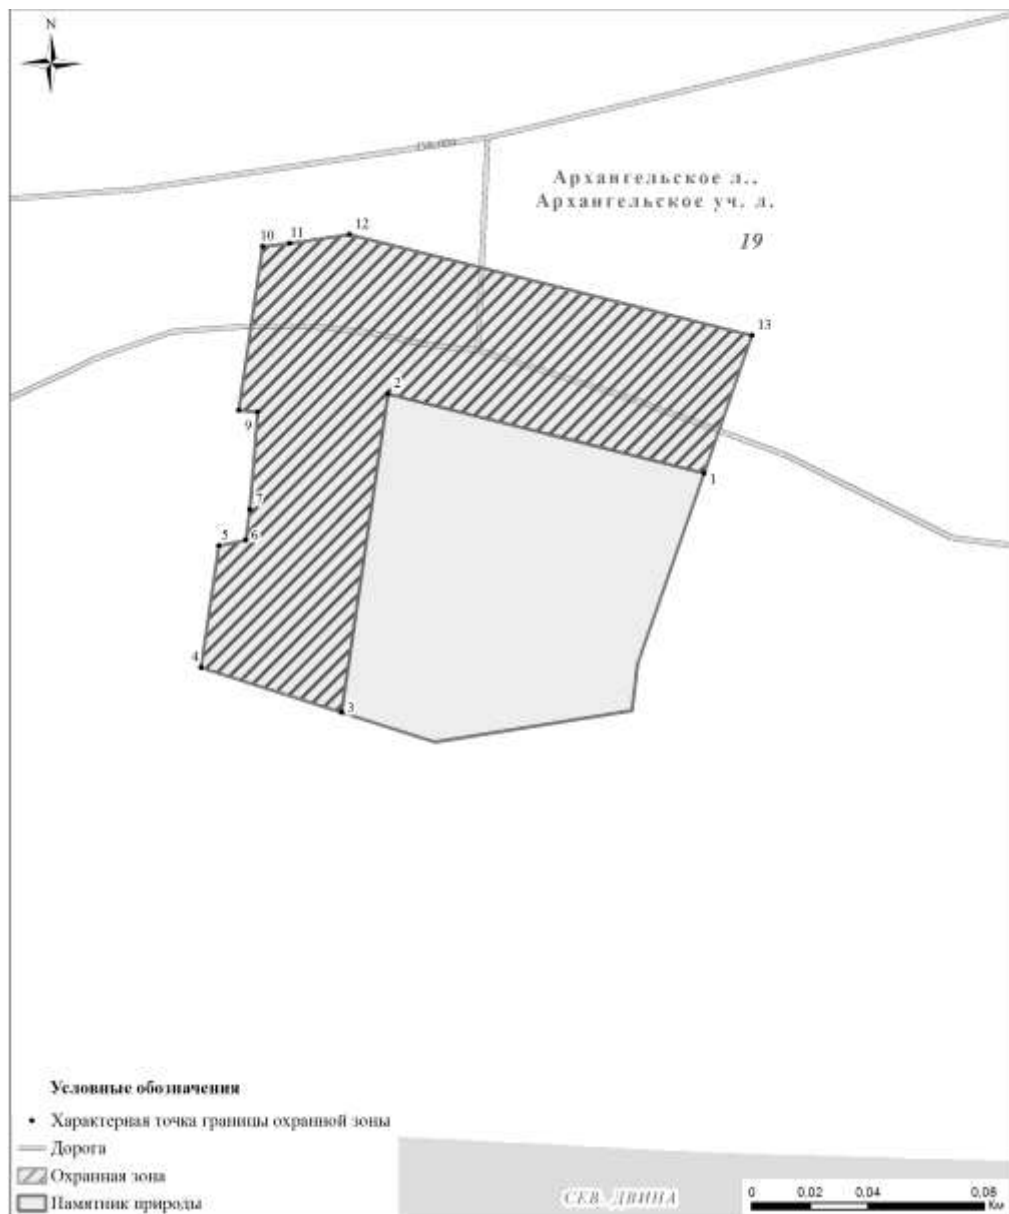 N
Архангельское л.,
Архангельское уч. л.
19
12
11
10
13
2
9
1
7
6
5
4
3
Условные обозначения
Характерная точка границы охранной зоны
Дорога
Охранная зона
Памятник природы
СЕВ. ДВИНА
0 0,02 0,04 0,08
Км